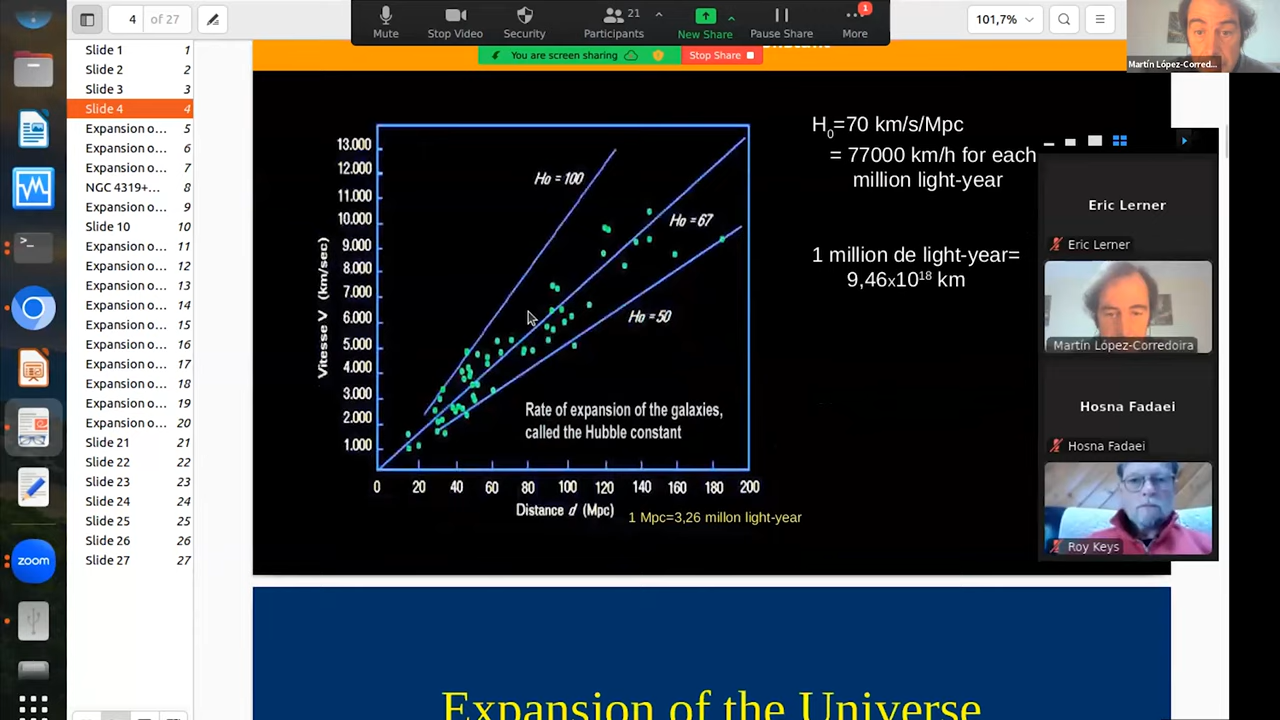 4 of 27
Mute
Stop Video
Security
21
Participants
New Share
Pause Share
1
More
101,7%
You are screen sharing
Stop Share
Martín López-Corred...
Slide 1 1
Slide 2 2
Slide 3 3
Slide 4 4
Expansion o... 5
Expansion o... 6
Expansion o... 7
NGC 4319+... 8
Expansion o... 9
Slide 10 10
Expansion o... 11
Expansion o... 12
Expansion o... 13
Expansion o... 14
Expansion o... 15
Expansion o... 16
Expansion o... 17
Expansion o... 18
Expansion o... 19
Expansion o... 20
Slide 21 21
Slide 22 22
Slide 23 23
Slide 24 24
Slide 25 25
Slide 26 26
Slide 27 27
zoom
13.000
12.000
11.000
10.000
9.000
8.000
7.000
6.000
5.000
4.000
3.000
2.000
1.000
Vitesse V (km/sec)
Ho = 100
Ho = 67
Ho = 50
Rate of expansion of the galaxies,
called the Hubble constant
0 20 40 60 80 100 120 140 160 180 200
Distance d (Mpc)
1 Mpc=3,26 millon light-year
H0=70 km/s/Mpc
= 77000 km/h for each
million light-year
1 million de light-year=
9,46x10^18 km
Eric Lerner
Eric Lerner
Martín López-Corredoira
Hosna Fadaei
Hosna Fadaei
Roy Keys
Expansion of the Universe